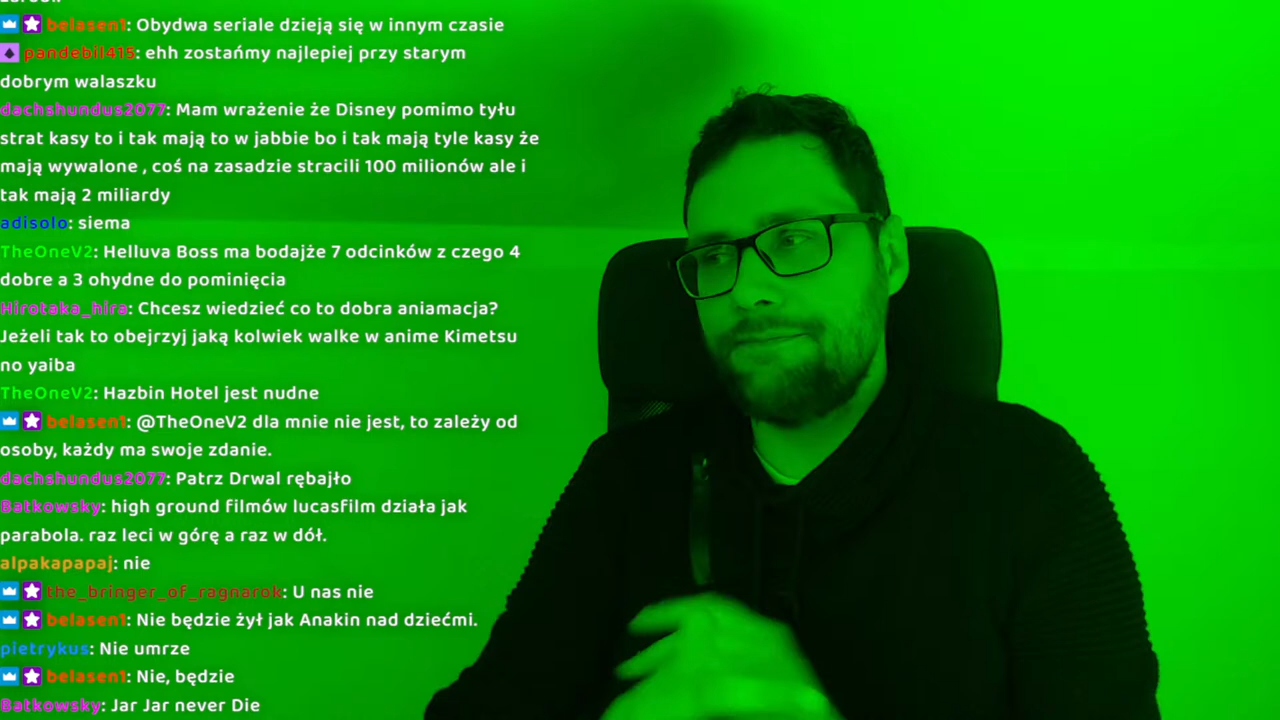 belasen1: Obydwa seriale dzieją się w innym czasie
pandebil415: ehh zostańmy najlepiej przy starym
dobrym walaszku
dachshundus2077: Mam wrażenie że Disney pomimo tyłu
strat kasy to i tak mają to w jabbie bo i tak mają tyle kasy że
mają wywalone , coś na zasadzie stracili 100 milionów ale i
tak mają 2 miliardy
adisolo: siema
TheOneV2: Helluva Boss ma bodajże 7 odcinków z czego 4
dobre a 3 ohydne do pominięcia
Hirotaka_hira: Chcesz wiedzieć co to dobra aniamacja?
Jeżeli tak to obejrzyj jaką kolwiek walke w anime Kimetsu
no yaiba
TheOneV2: Hazbin Hotel jest nudne
belasen1: @TheOneV2 dla mnie nie jest, to zależy od
osoby, każdy ma swoje zdanie.
dachshundus2077: Patrz Drwal rębajło
Batkowsky: high ground filmów lucasfilm działa jak
parabola. raz leci w górę a raz w dół.
alpakapapaj: nie
the_bringer_of_ragnarok: U nas nie
belasen1: Nie będzie żył jak Anakin nad dziećmi.
pietrykus: Nie umrze
belasen1: Nie, będzie
Batkowsky: Jar Jar never Die